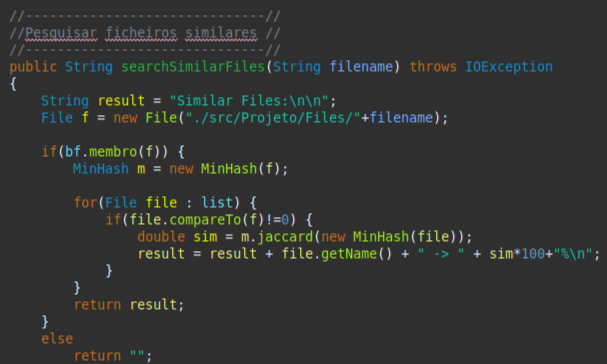 //------------------------------//
//Pesquisar ficheiros similares //
//------------------------------//
public String searchSimilarFiles(String filename) throws IOException
{
    String result = "Similar Files:\n\n";
    File f = new File("./src/Projeto/Files/"+filename);
    if(bf.membro(f)) {
        MinHash m = new MinHash(f);
        for(File file : list) {
            if(file.compareTo(f)!=0) {
                double sim = m.jaccard(new MinHash(file));
                result = result + file.getName() + " -> " + sim*100+"%\n";
            }
        }
        return result;
    }
    else
        return "";